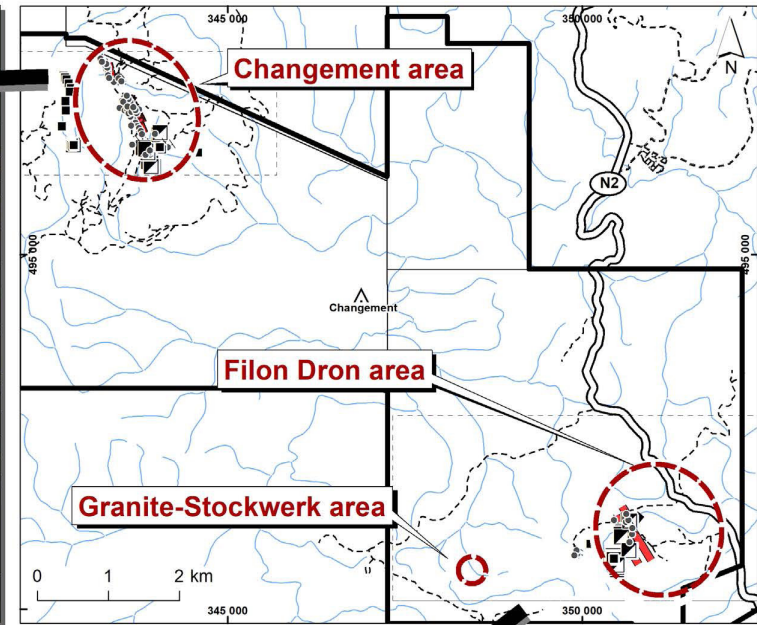 345 000
350 000
Changement area
N
N2
495 000
495 000
Changement
Filon Dron area
Granite-Stockwerk area
0 1 2 km
345 000
350 000